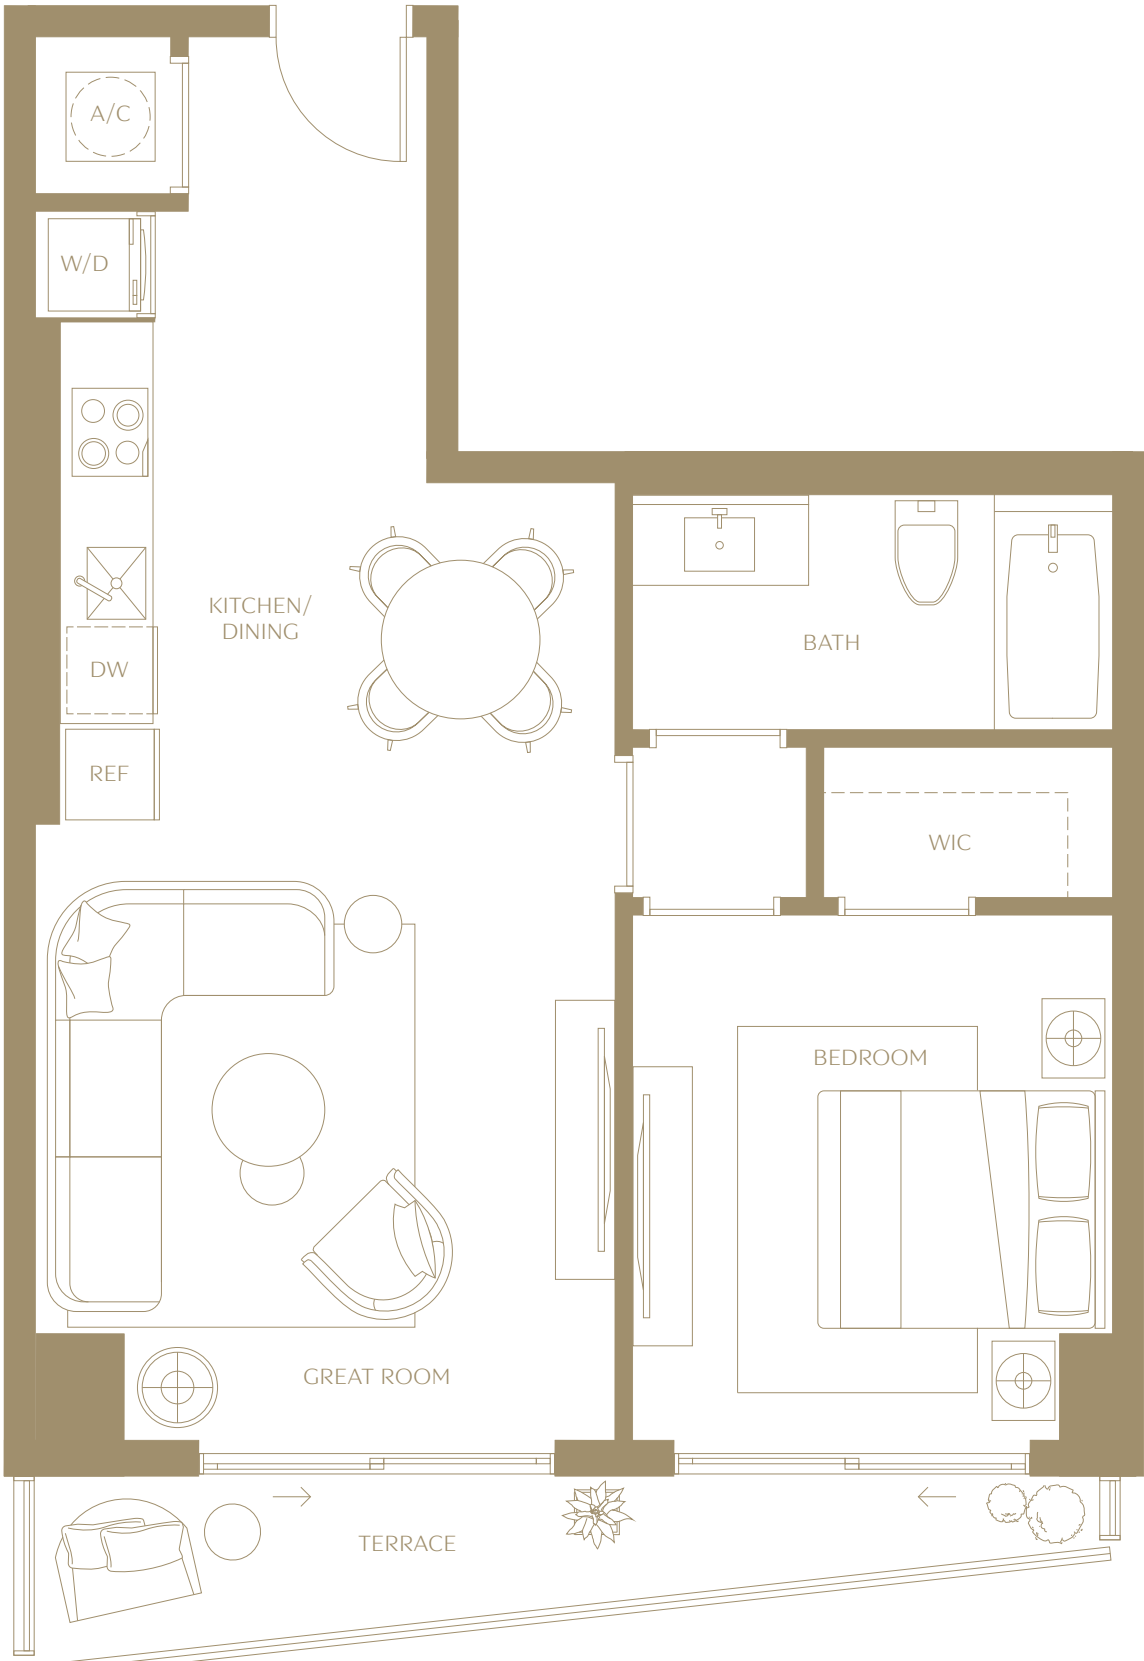 A/C
W/D
KITCHEN/
DINING
BATH
DW
REF
WIC
BEDROOM
GREAT ROOM
TERRACE